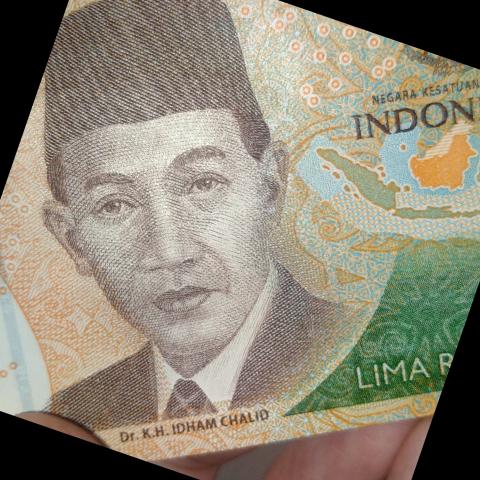 NEGARA KESATUAN
INDON
LIMA R
Dr. K.H. IDHAM CHALID